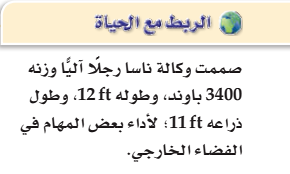 الربط مع الحياة
صممت وكالة ناسا رجلًا آليًّا وزنه
3400 باوند، وطوله 12 ft، وطول
ذراعه 11 ft؛ لأداء بعض المهام في
الفضاء الخارجي.